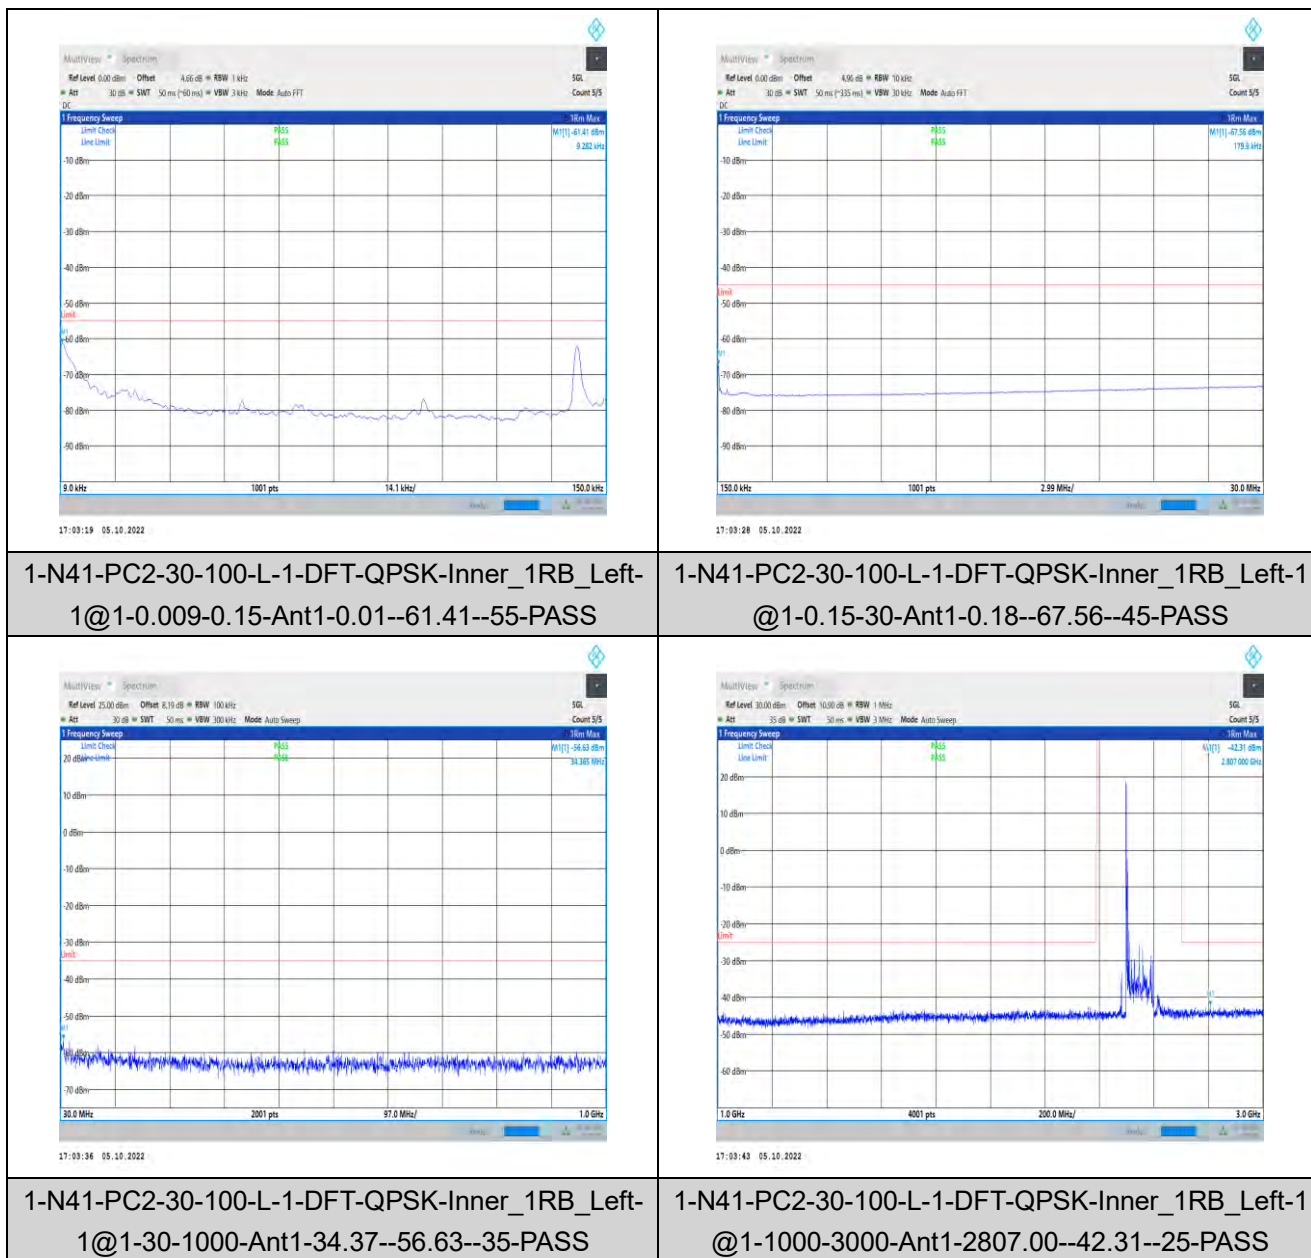 MultiView Spectrum
Ref Level 0.00 dBm Offset 4.66 dB RBW 1 kHz SGL
Att 30 dB SWT 50 ms (~60 ms) VBW 3 kHz Mode Auto FFT Count 5/5
DC
1 Frequency Sweep 1Rm Max
Limit Check PASS M1[1] -61.41 dBm
Line Limit PASS 9.282 kHz
-10 dBm
-20 dBm
-30 dBm
-40 dBm
-50 dBm
Limit
M1
-60 dBm
-70 dBm
-80 dBm
-90 dBm
9.0 kHz 1001 pts 14.1 kHz/ 150.0 kHz
Ready
17:03:19 05.10.2022
1-N41-PC2-30-100-L-1-DFT-QPSK-Inner_1RB_Left-
1@1-0.009-0.15-Ant1-0.01--61.41--55-PASS
MultiView Spectrum
Ref Level 0.00 dBm Offset 4.96 dB RBW 10 kHz SGL
Att 30 dB SWT 50 ms (~335 ms) VBW 30 kHz Mode Auto FFT Count 5/5
DC
1 Frequency Sweep 1Rm Max
Limit Check PASS M1[1] -67.56 dBm
Line Limit PASS 179.9 kHz
-10 dBm
-20 dBm
-30 dBm
-40 dBm
Limit
-50 dBm
-60 dBm
M1
-70 dBm
-80 dBm
-90 dBm
150.0 kHz 1001 pts 2.99 MHz/ 30.0 MHz
Ready
17:03:28 05.10.2022
1-N41-PC2-30-100-L-1-DFT-QPSK-Inner_1RB_Left-1
@1-0.15-30-Ant1-0.18--67.56--45-PASS
MultiView Spectrum
Ref Level 25.00 dBm Offset 8.19 dB RBW 100 kHz SGL
Att 30 dB SWT 50 ms VBW 300 kHz Mode Auto Sweep Count 5/5
1 Frequency Sweep 1Rm Max
Limit Check PASS M1[1] -56.63 dBm
20 dBm Line Limit PASS 34.365 MHz
10 dBm
0 dBm
-10 dBm
-20 dBm
-30 dBm
Limit
-40 dBm
-50 dBm
M1
-60 dBm
-70 dBm
30.0 MHz 2001 pts 97.0 MHz/ 1.0 GHz
Ready
17:03:36 05.10.2022
1-N41-PC2-30-100-L-1-DFT-QPSK-Inner_1RB_Left-
1@1-30-1000-Ant1-34.37--56.63--35-PASS
MultiView Spectrum
Ref Level 30.00 dBm Offset 10.90 dB RBW 1 MHz SGL
Att 35 dB SWT 50 ms VBW 3 MHz Mode Auto Sweep Count 5/5
1 Frequency Sweep 1Rm Max
Limit Check PASS M1[1] -42.31 dBm
Line Limit PASS 2.807 000 GHz
20 dBm
10 dBm
0 dBm
-10 dBm
-20 dBm
Limit
-30 dBm
-40 dBm
M1
-50 dBm
-60 dBm
1.0 GHz 4001 pts 200.0 MHz/ 3.0 GHz
Ready
17:03:43 05.10.2022
1-N41-PC2-30-100-L-1-DFT-QPSK-Inner_1RB_Left-1
@1-1000-3000-Ant1-2807.00--42.31--25-PASS